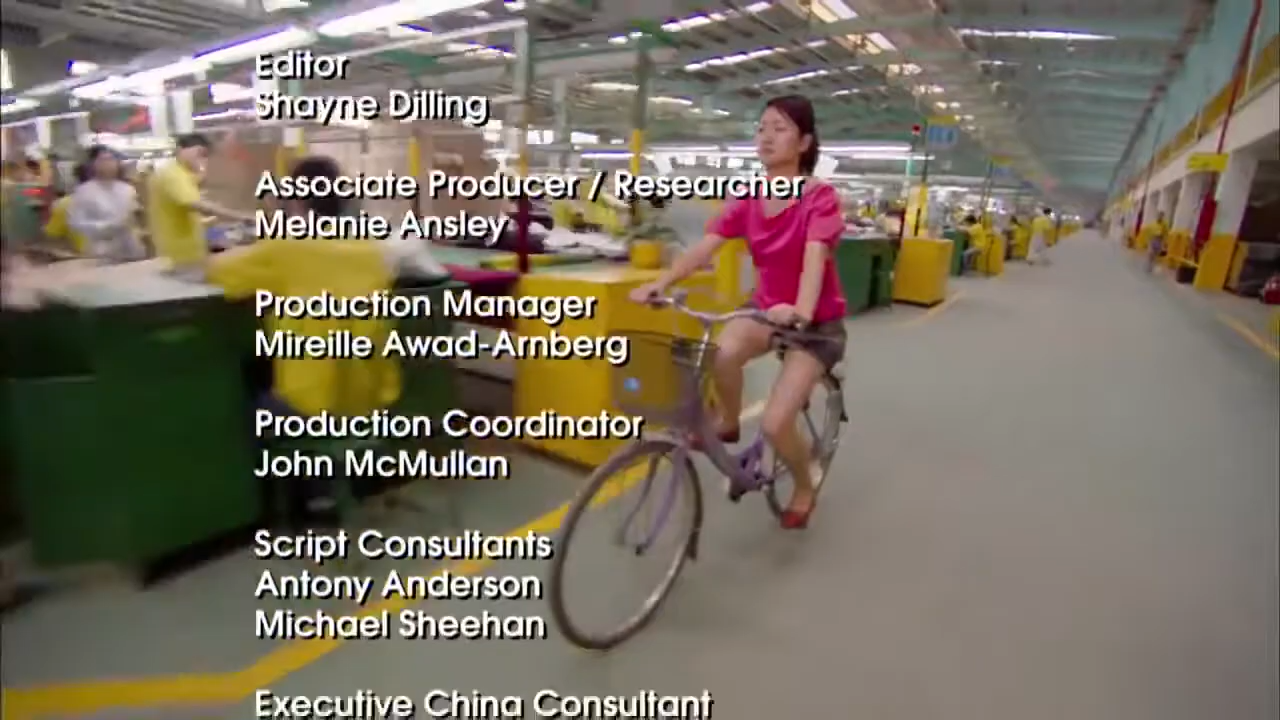 Editor
Shayne Dilling
Associate Producer / Researcher
Melanie Ansley
Production Manager
Mireille Awad-Arnberg
Production Coordinator
John McMullan
Script Consultants
Antony Anderson
Michael Sheehan
Executive China Consultant